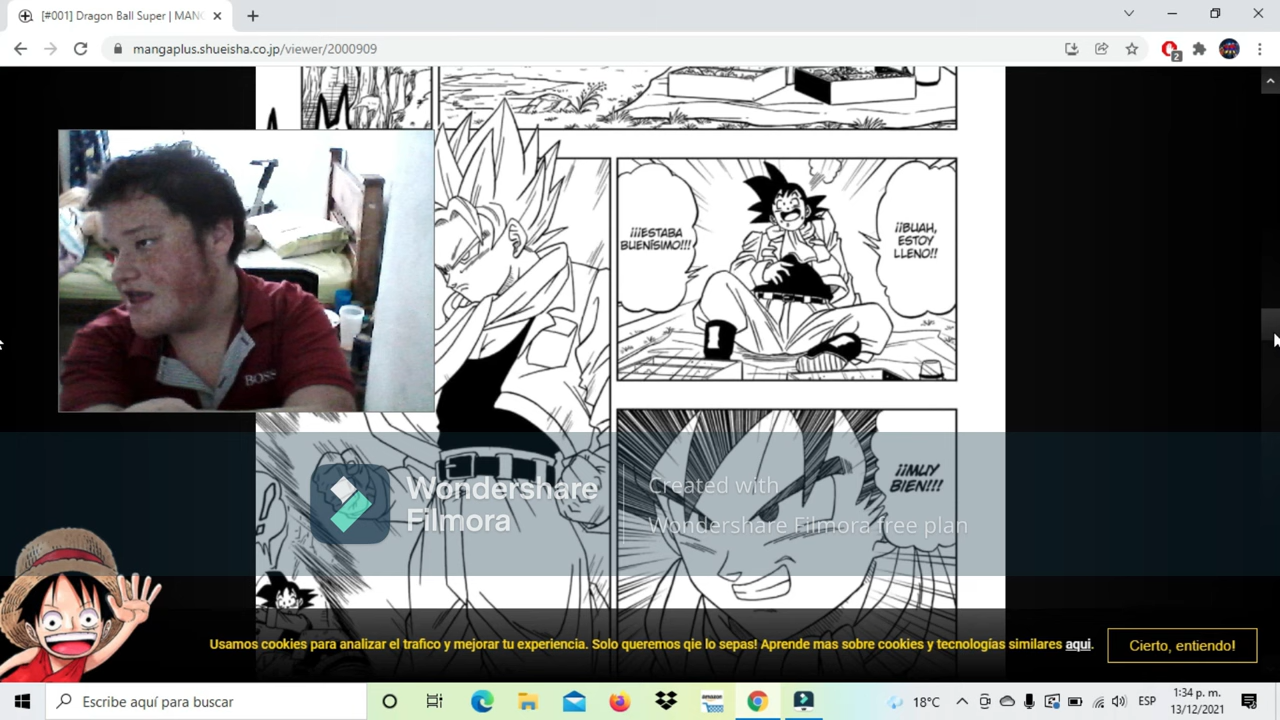 [#001] Dragon Ball Super | MANG
mangaplus.shueisha.co.jp/viewer/2000909
2
¡¡¡ESTABA
BUENÍSIMO!!!
¡¡BUAH,
ESTOY
LLENO!!
BOSS
¡¡MUY
BIEN!!!
Wondershare
Filmora
Created with
Wondershare Filmora free plan
Usamos cookies para analizar el trafico y mejorar tu experiencia. Solo queremos qie lo sepas! Aprende mas sobre cookies y tecnologías similares aqui.
Cierto, entiendo!
Escribe aquí para buscar
amazon
18°C
ESP
1:34 p. m.
13/12/2021